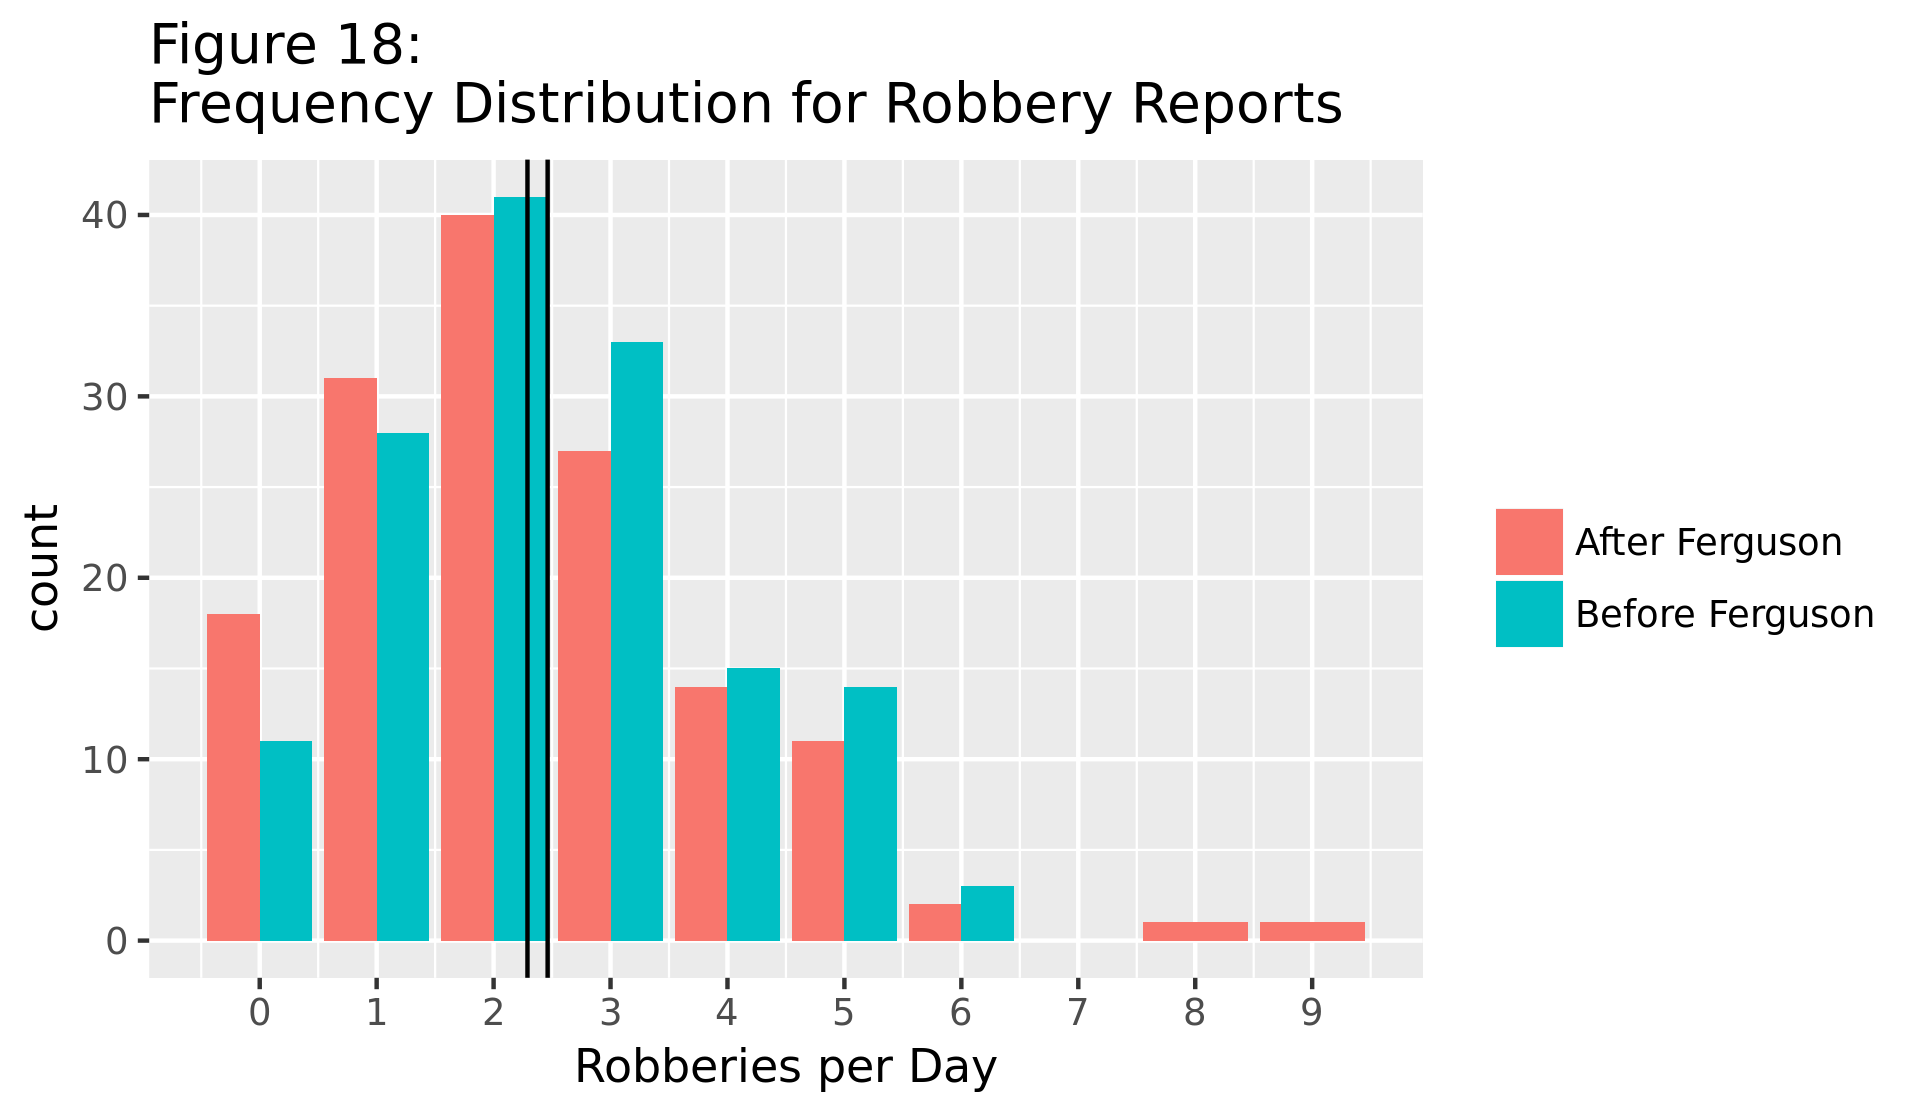 Figure 18:
Frequency Distribution for Robbery Reports
count
40
30
20
10
0
0 1 2 3 4 5 6 7 8 9
Robberies per Day
After Ferguson
Before Ferguson